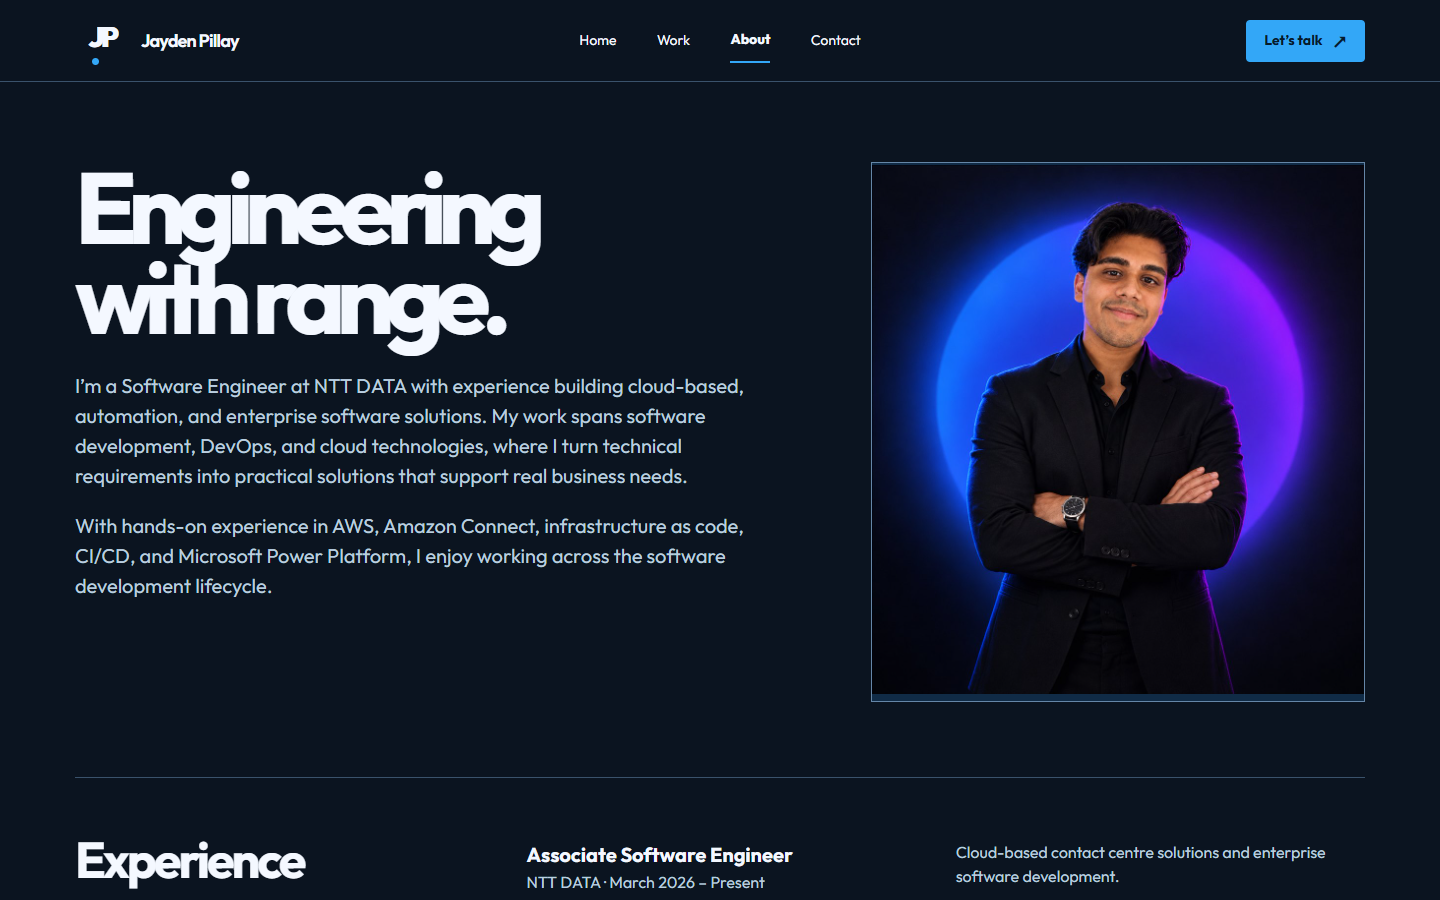 JP
Jayden Pillay
Home
Work
About
Contact
Let's talk ↗
Engineering
with range.
I'm a Software Engineer at NTT DATA with experience building cloud-based,
automation, and enterprise software solutions. My work spans software
development, DevOps, and cloud technologies, where I turn technical
requirements into practical solutions that support real business needs.
With hands-on experience in AWS, Amazon Connect, infrastructure as code,
CI/CD, and Microsoft Power Platform, I enjoy working across the software
development lifecycle.
Experience
Associate Software Engineer
NTT DATA · March 2026 – Present
Cloud-based contact centre solutions and enterprise
software development.